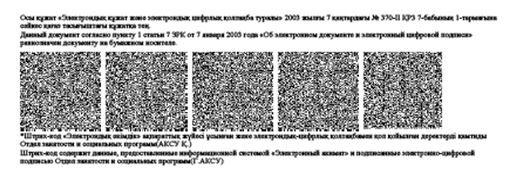 Осы құжат «Электрондық құжат және электрондық цифрлық қолтаңба туралы» 2003 жылғы 7 қаңтардағы № 370-II ҚРЗ 7-бабының 1-тармағына
сәйкес қағаз тасығыштағы құжатқа тең.
Данный документ согласно пункту 1 статьи 7 ЗРК от 7 января 2003 года «Об электронном документе и электронной цифровой подписи»
равнозначен документу на бумажном носителе.
*Штрих-код «Электрондық әкімдік» ақпараттық жүйесі ұсынған және электрондық-цифрлық қолтаңбамен қол қойылған деректерді қамтиды
Отдел занятости и социальных программ(АКСУ Қ.)
Штрих-код содержит данные, предоставленные информационной системой «Электронный акимат» и подписанные электронно-цифровой
подписью Отдел занятости и социальных программ(Г.АКСУ)